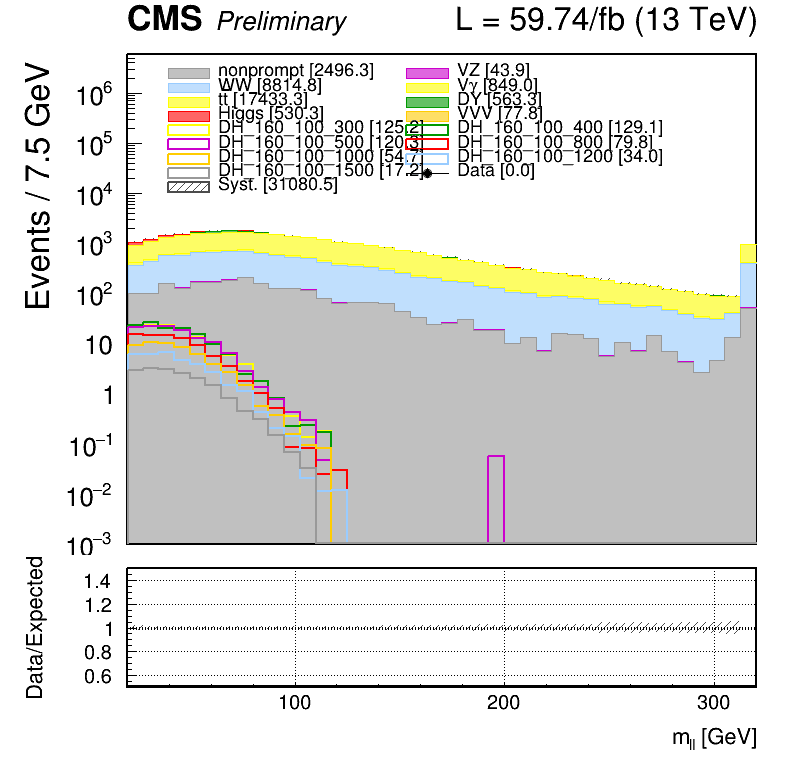 CMS Preliminary L = 59.74/fb (13 TeV)
Events / 7.5 GeV
nonprompt [2496.3] VZ [43.9]
WW [8814.8] Vγ [849.0]
tt [17433.3] DY [563.3]
Higgs [530.3] VVV [77.8]
DH_160_100_300 [125.2] DH_160_100_400 [129.1]
DH_160_100_500 [120.3] DH_160_100_800 [79.8]
DH_160_100_1000 [54.7] DH_160_100_1200 [34.0]
DH_160_100_1500 [17.2] Data [0.0]
Syst. [31080.5]
10⁶
10⁵
10⁴
10³
10²
10
1
10⁻¹
10⁻²
10⁻³
Data/Expected
1.4
1.2
1
0.8
0.6
100 200 300
mll [GeV]